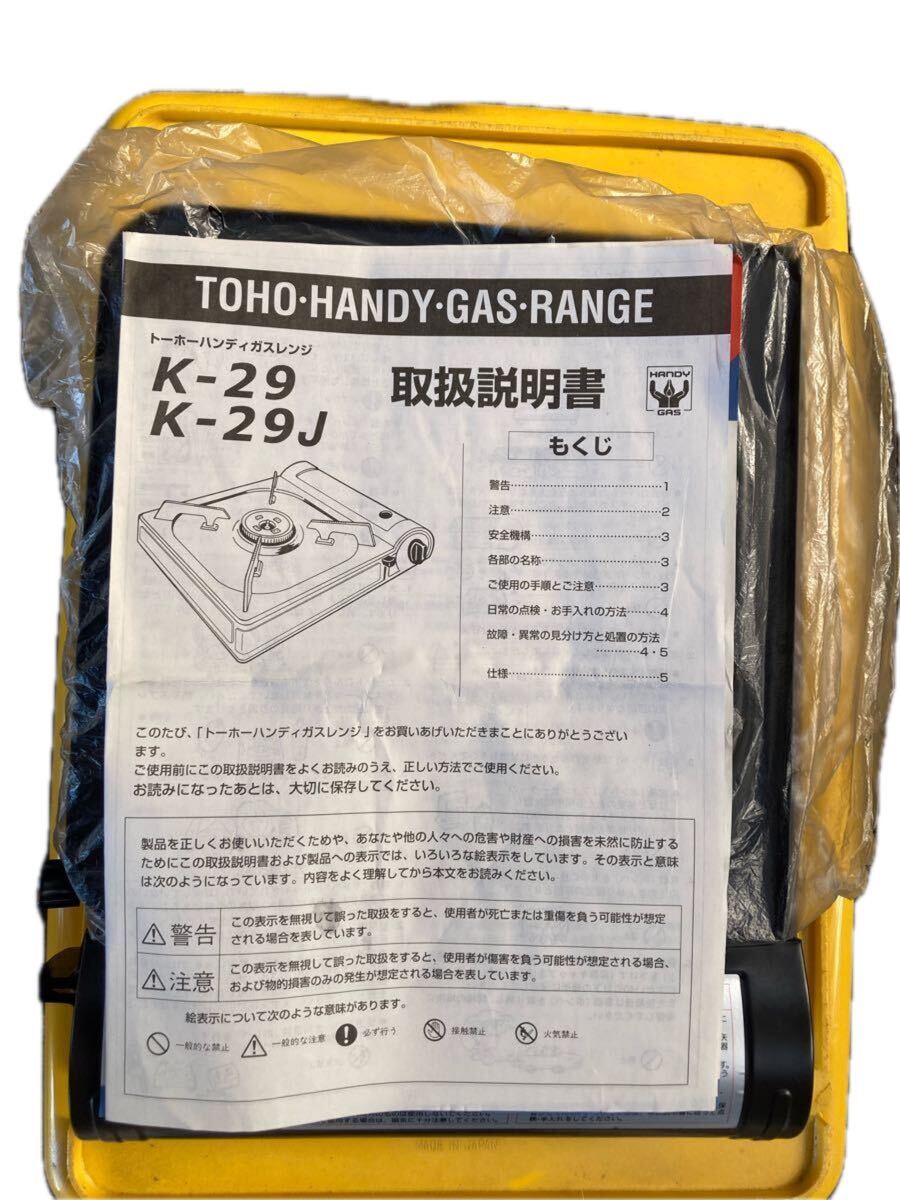 TOHO・HANDY・GAS・RANGE
トーホーハンディガスレンジ
K-29
K-29J
取扱説明書
HANDY
GAS
もくじ
警告……………………………1
注意……………………………2
安全機構………………………3
各部の名称……………………3
ご使用の手順とご注意…………3
日常の点検・お手入れの方法………4
故障・異常の見分け方と処置の方法
…………4・5
仕様……………………………5
このたび、「トーホーハンディガスレンジ」をお買いあげいただきまことにありがとうござい
ます。
ご使用前にこの取扱説明書をよくお読みのうえ、正しい方法でご使用ください。
お読みになったあとは、大切に保存してください。
製品を正しくお使いいただくためや、あなたや他の人々への危害や財産への損害を未然に防止する
ためにこの取扱説明書および製品への表示では、いろいろな絵表示をしています。その表示と意味
は次のようになっています。内容をよく理解してから本文をお読みください。
警告
この表示を無視して誤った取扱をすると、使用者が死亡または重傷を負う可能性が想定
される場合を表しています。
注意
この表示を無視して誤った取扱をすると、使用者が傷害を負う可能性が想定される場合、
および物的損害のみの発生が想定される場合を表しています。
絵表示について次のような意味があります。
一般的な禁止
一般的な注意
必ず行う
接触禁止
火気禁止
MADE IN JAPAN